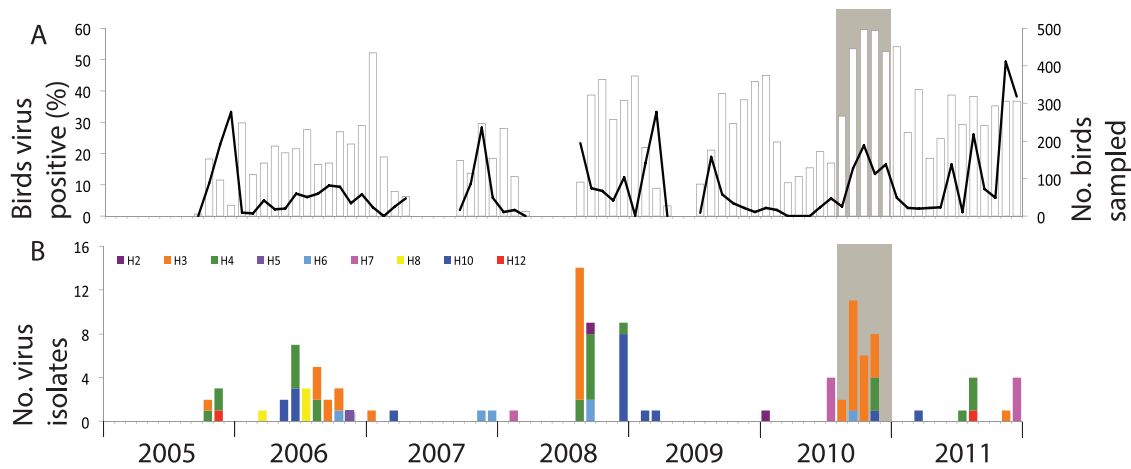 A
Birds virus
positive (%)
60
50
40
30
20
10
0
500
400
300
200
100
0
No. birds
sampled
B
No. virus
isolates
16
12
8
4
0
H2 H3 H4 H5 H6 H7 H8 H10 H12
2005 2006 2007 2008 2009 2010 2011